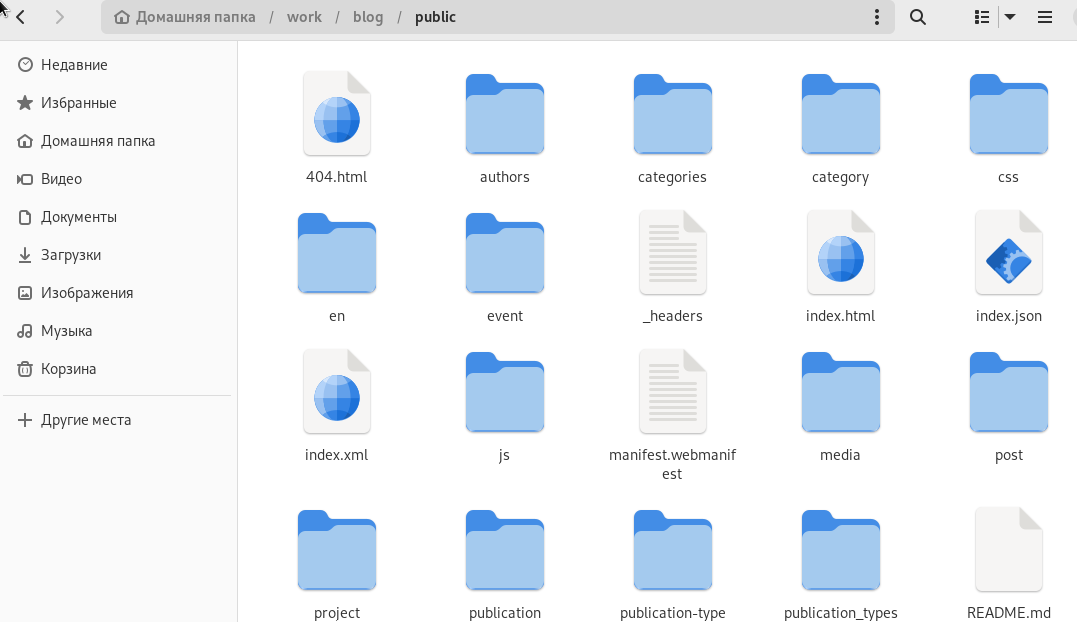 Домашняя папка / work / blog / public
Недавние
Избранные
Домашняя папка
Видео
Документы
Загрузки
Изображения
Музыка
Корзина
Другие места
404.html authors categories category css
en event _headers index.html index.json
index.xml js manifest.webmanif media post
est
project publication publication-type publication_types README.md